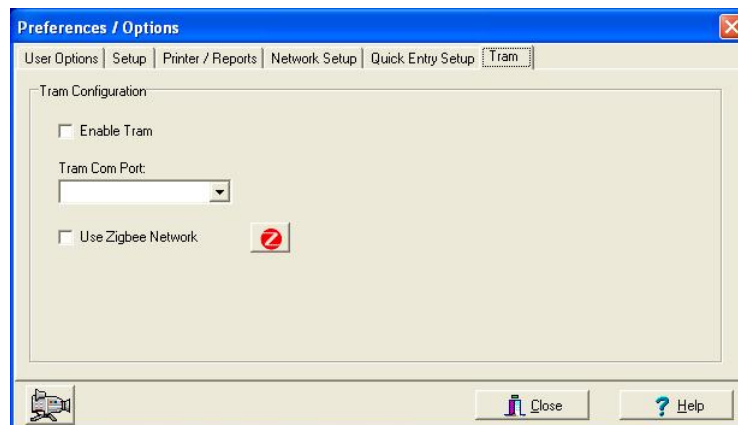 Preferences / Options
User Options Setup Printer / Reports Network Setup Quick Entry Setup Tram
Tram Configuration
Enable Tram
Tram Com Port:
Use Zigbee Network
Close Help